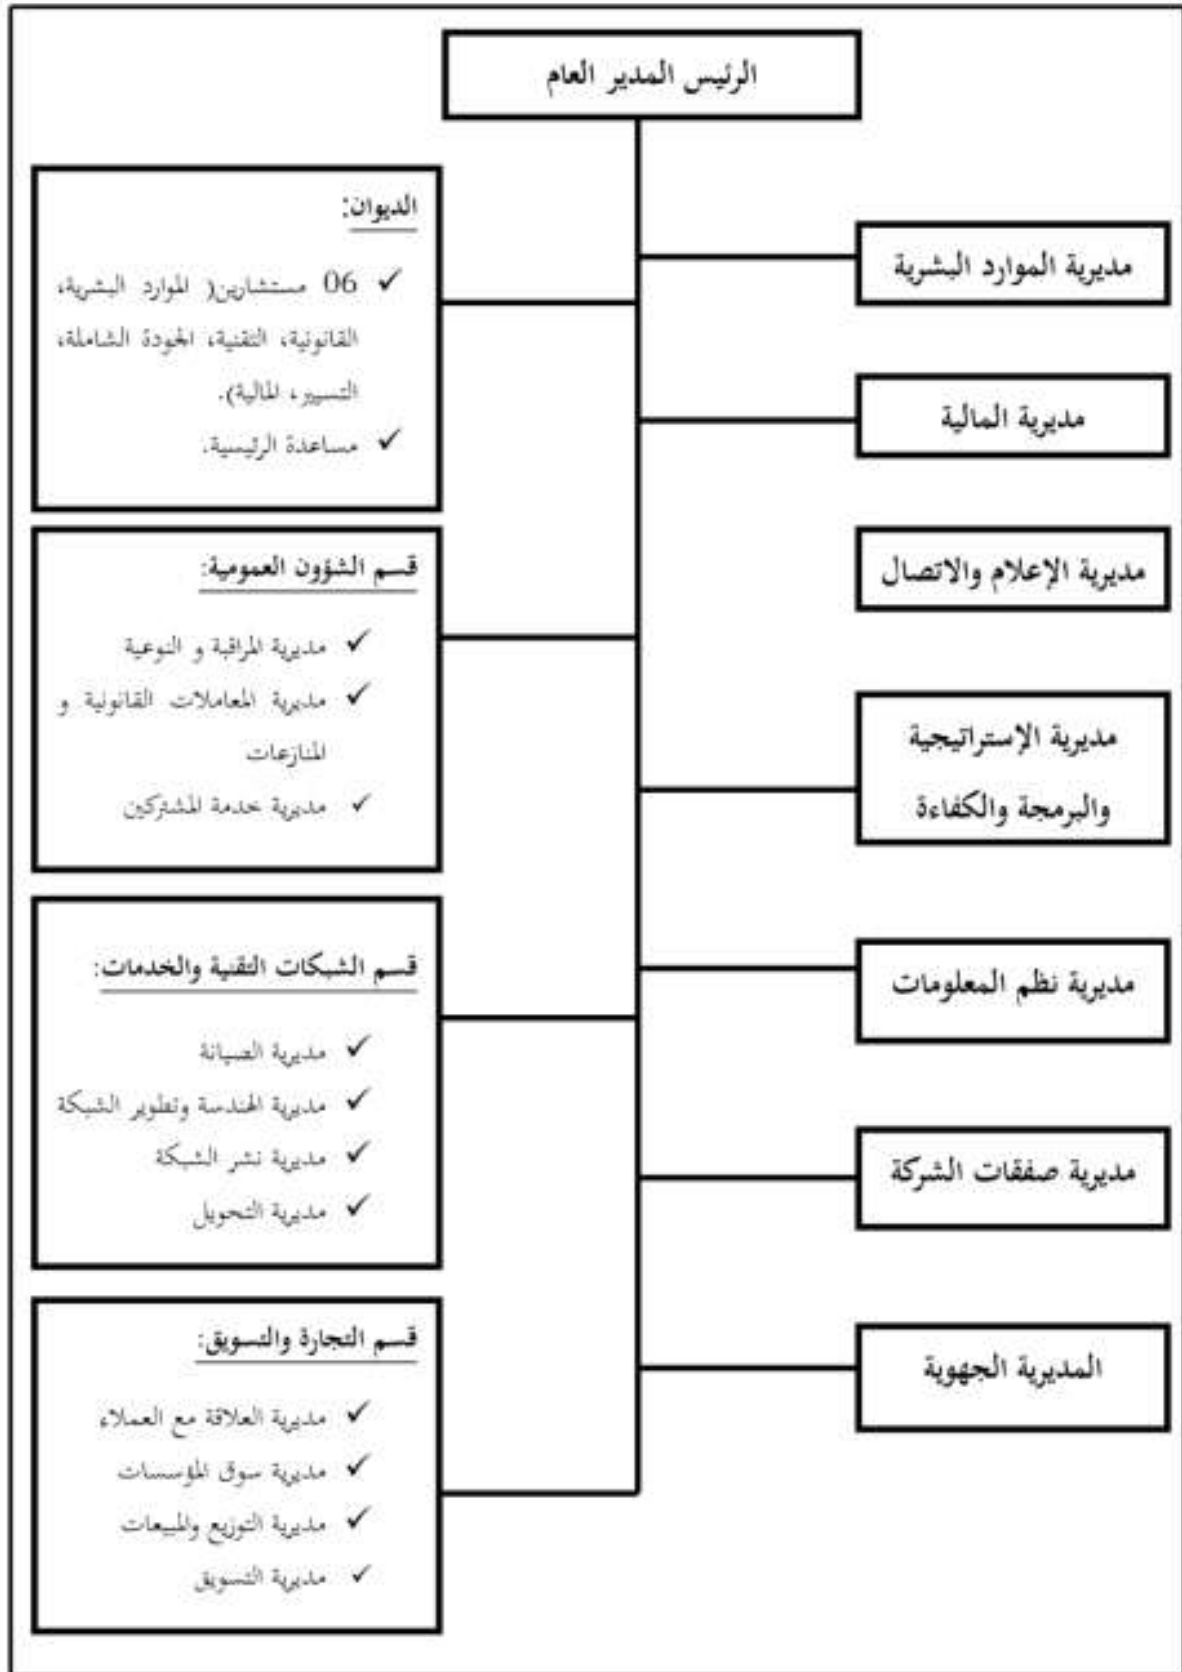 الرئيس المدير العام
مديرية الموارد البشرية
مديرية المالية
مديرية الإعلام والاتصال
مديرية الإستراتيجية
والبرمجة والكفاءة
مديرية نظم المعلومات
مديرية صفقات الشركة
المديرية الجهوية
الديوان:
✓ 06 مستشارين( الموارد البشرية،
القانونية، التقنية، الجودة الشاملة،
التسيير، المالية).
✓ مساعدة الرئيسية.
قسم الشؤون العمومية:
✓ مديرية المراقبة و النوعية
✓ مديرية المعاملات القانونية و
المنازعات
✓ مديرية خدمة المشتركين
قسم الشبكات التقنية والخدمات:
✓ مديرية الصيانة
✓ مديرية الهندسة وتطوير الشبكة
✓ مديرية نشر الشبكة
✓ مديرية التحويل
قسم التجارة والتسويق:
✓ مديرية العلاقة مع العملاء
✓ مديرية سوق المؤسسات
✓ مديرية التوزيع والمبيعات
✓ مديرية التسويق